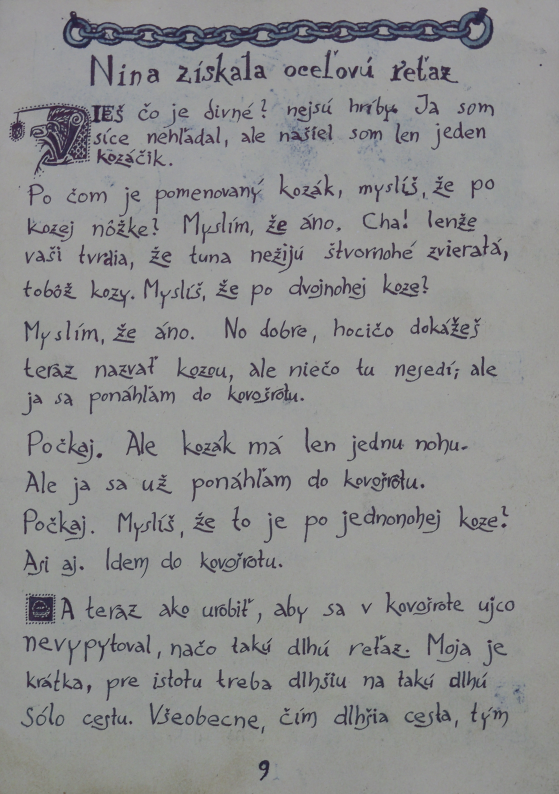 Nina získala oceľovú reťaz
IEŠ čo je divné? nejsú hríby. Ja som
síce nehľadal, ale našiel som len jeden
kozáčik.
Po čom je pomenovaný kozák, myslíš, že po
kozej nôžke? Myslím, že áno. Cha! lenže
vaši tvrdia, že tuna nežijú štvornohé zvieratá,
tobôž kozy. Myslíš, že po dvojnohej koze?
Myslím, že áno. No dobre, hocičo dokážeš
teraz nazvať kozou, ale niečo tu nesedí; ale
ja sa ponáhľam do kovošrotu.
Počkaj. Ale kozák má len jednu nohu.
Ale ja sa už ponáhľam do kovošrotu.
Počkaj. Myslíš, že to je po jednonohej koze?
Asi aj. Idem do kovošrotu.
A teraz ako urobiť, aby sa v kovošrote ujco
nevypytoval, načo takú dlhú reťaz. Moja je
krátka, pre istotu treba dlhšiu na takú dlhú
sólo cestu. Všeobecne, čím dlhšia cesta, tým
9